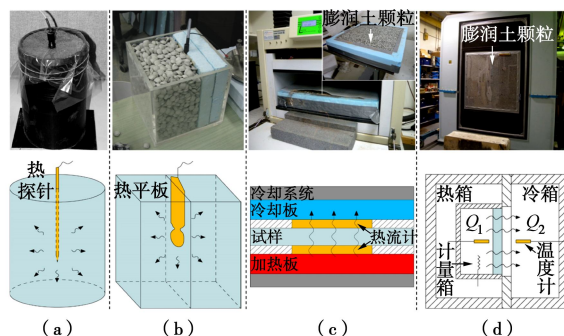 膨润土颗粒
膨润土颗粒
热
探针
热平板
冷却系统
冷却板
试样
热流计
加热板
热箱
冷箱
Q1
Q2
计
量
箱
温
度
计
(a)
(b)
(c)
(d)